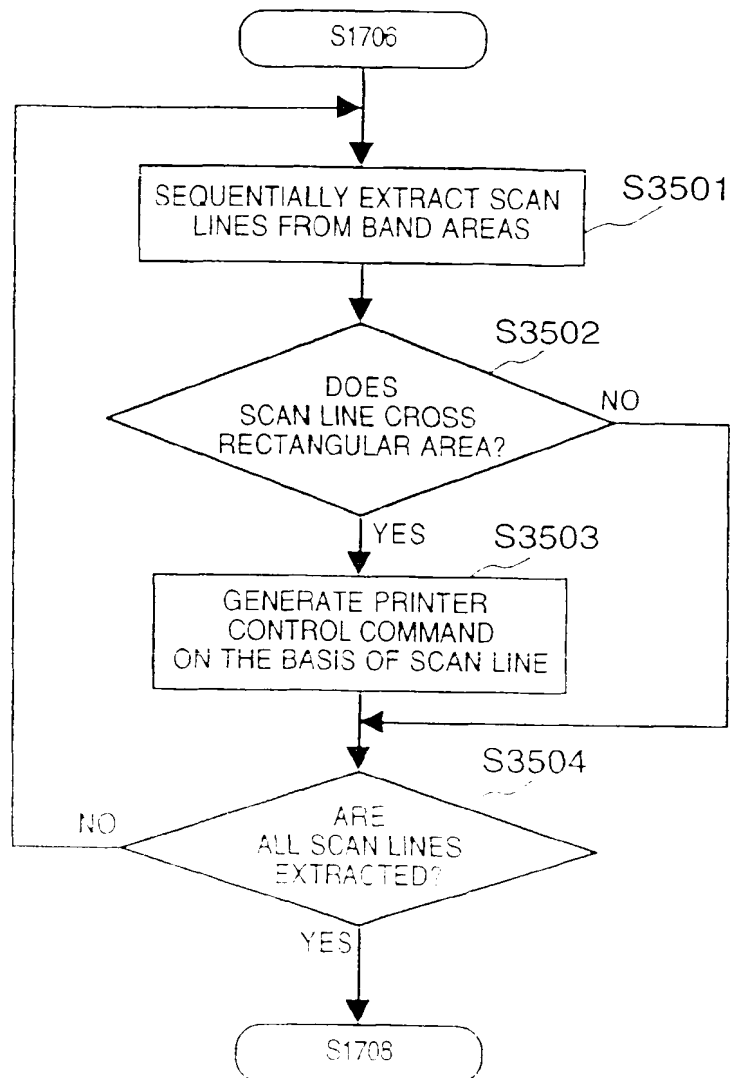 S1706
SEQUENTIALLY EXTRACT SCAN
LINES FROM BAND AREAS
S3501
S3502
DOES
SCAN LINE CROSS
RECTANGULAR AREA?
NO
YES
S3503
GENERATE PRINTER
CONTROL COMMAND
ON THE BASIS OF SCAN LINE
S3504
ARE
ALL SCAN LINES
EXTRACTED?
NO
YES
S1708